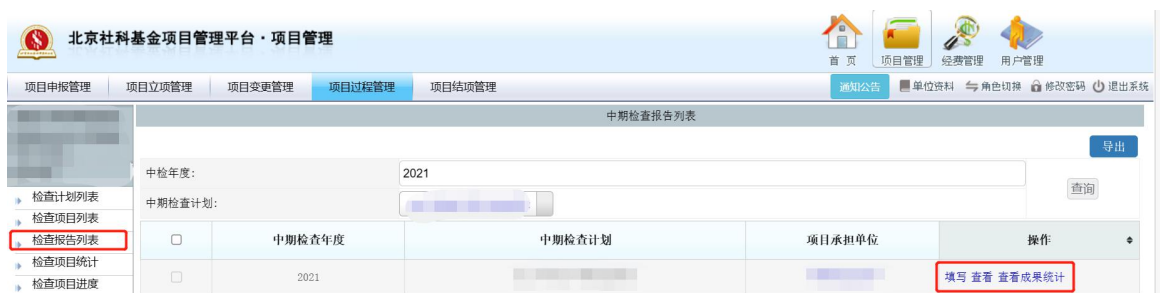 北京社科基金项目管理平台·项目管理
首 页 项目管理 经费管理 用户管理
项目申报管理 项目立项管理 项目变更管理 项目过程管理 项目结项管理 通知公告 单位资料 角色切换 修改密码 退出系统
中期检查报告列表
导出
中检年度: 2021
查询
中期检查计划:
检查计划列表
检查项目列表
检查报告列表
检查项目统计
检查项目进度
中期检查年度 中期检查计划 项目承担单位 操作
2021 填写 查看 查看成果统计